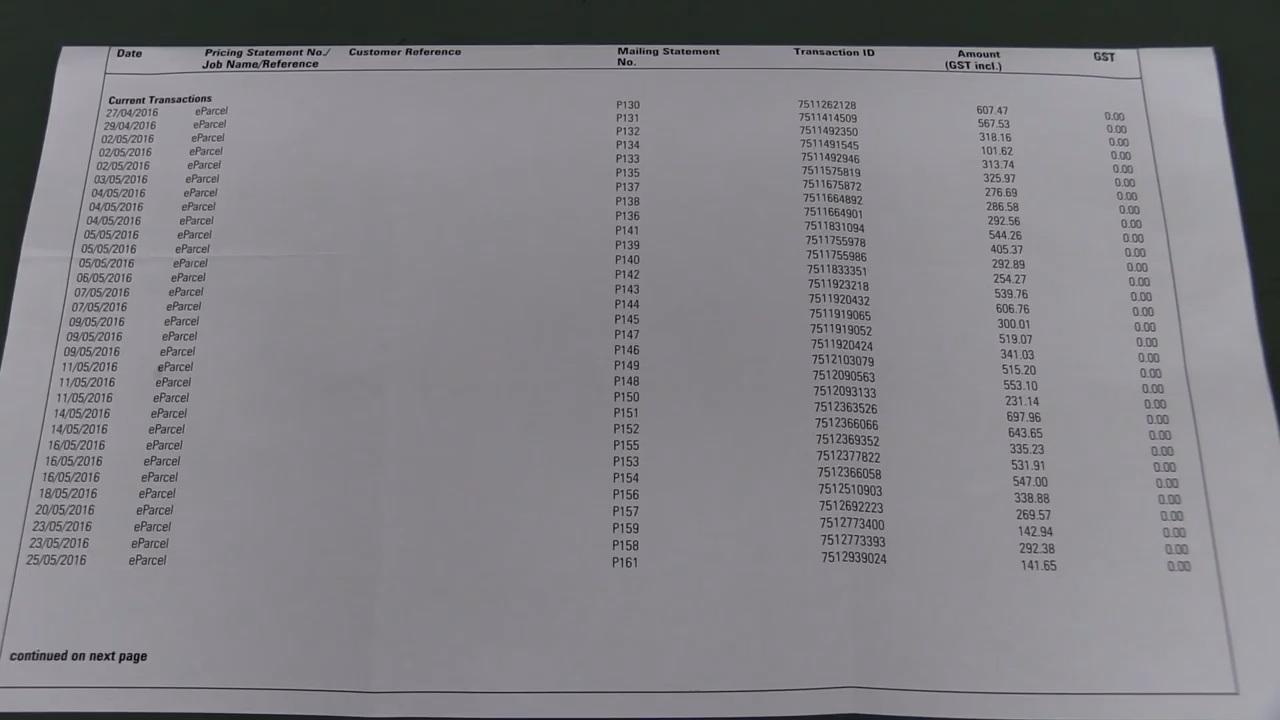 Date Pricing Statement No./ Customer Reference Mailing Statement Transaction ID Amount GST
Job Name/Reference No. (GST incl.)
Current Transactions
27/04/2016 eParcel P130 7511262128 607.47 0.00
29/04/2016 eParcel P131 7511414509 567.53 0.00
02/05/2016 eParcel P132 7511492350 318.16 0.00
02/05/2016 eParcel P134 7511491545 101.62 0.00
02/05/2016 eParcel P133 7511492946 313.74 0.00
03/05/2016 eParcel P135 7511575819 325.97 0.00
04/05/2016 eParcel P137 7511675872 276.69 0.00
04/05/2016 eParcel P138 7511664892 286.58 0.00
04/05/2016 eParcel P136 7511664901 292.56 0.00
05/05/2016 eParcel P141 7511831094 544.26 0.00
05/05/2016 eParcel P139 7511755978 405.37 0.00
05/05/2016 eParcel P140 7511755986 292.89 0.00
06/05/2016 eParcel P142 7511833351 254.27 0.00
07/05/2016 eParcel P143 7511923218 539.76 0.00
07/05/2016 eParcel P144 7511920432 606.76 0.00
09/05/2016 eParcel P145 7511919065 300.01 0.00
09/05/2016 eParcel P147 7511919052 519.07 0.00
09/05/2016 eParcel P146 7511920424 341.03 0.00
11/05/2016 eParcel P149 7512103079 515.20 0.00
11/05/2016 eParcel P148 7512090563 553.10 0.00
11/05/2016 eParcel P150 7512093133 231.14 0.00
14/05/2016 eParcel P151 7512363526 697.96 0.00
14/05/2016 eParcel P152 7512366066 643.65 0.00
16/05/2016 eParcel P155 7512369352 335.23 0.00
16/05/2016 eParcel P153 7512377822 531.91 0.00
16/05/2016 eParcel P154 7512366058 547.00 0.00
18/05/2016 eParcel P156 7512510903 338.88 0.00
20/05/2016 eParcel P157 7512692223 269.57 0.00
23/05/2016 eParcel P159 7512773400 142.94 0.00
23/05/2016 eParcel P158 7512773393 292.38 0.00
25/05/2016 eParcel P161 7512939024 141.65 0.00
continued on next page